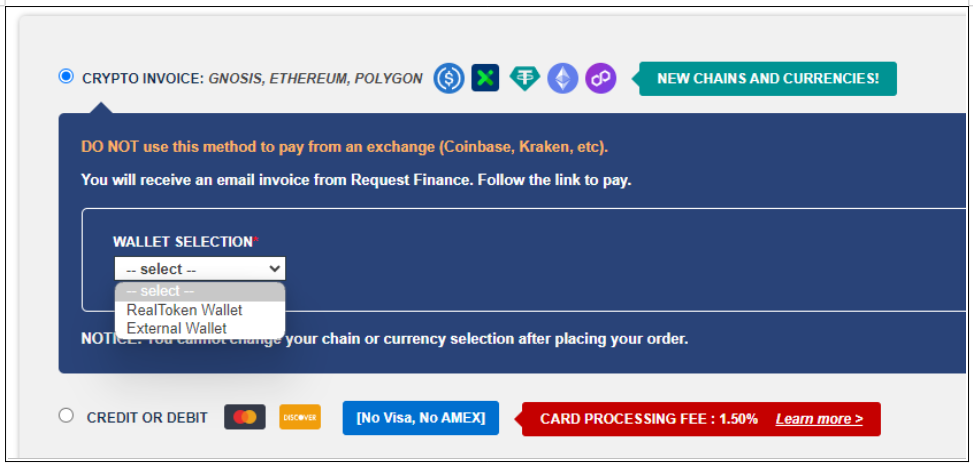 CRYPTO INVOICE: GNOSIS, ETHEREUM, POLYGON NEW CHAINS AND CURRENCIES!
DO NOT use this method to pay from an exchange (Coinbase, Kraken, etc).
You will receive an email invoice from Request Finance. Follow the link to pay.
WALLET SELECTION*
-- select --
-- select --
RealToken Wallet
External Wallet
NOTICE: You cannot change your chain or currency selection after placing your order.
CREDIT OR DEBIT DISCOVER [No Visa, No AMEX] CARD PROCESSING FEE : 1.50% Learn more >